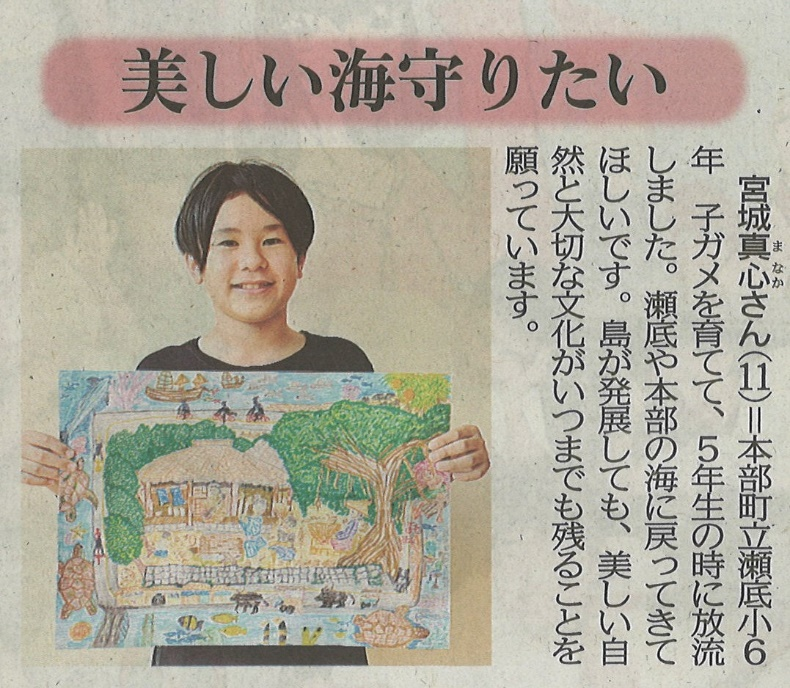 美しい海守りたい
宮城真心さん(11)=本部町立瀬底小6
まなか
年　子ガメを育てて、5年生の時に放流
しました。瀬底や本部の海に戻ってきて
ほしいです。島が発展しても、美しい自
然と大切な文化がいつまでも残ることを
願っています。